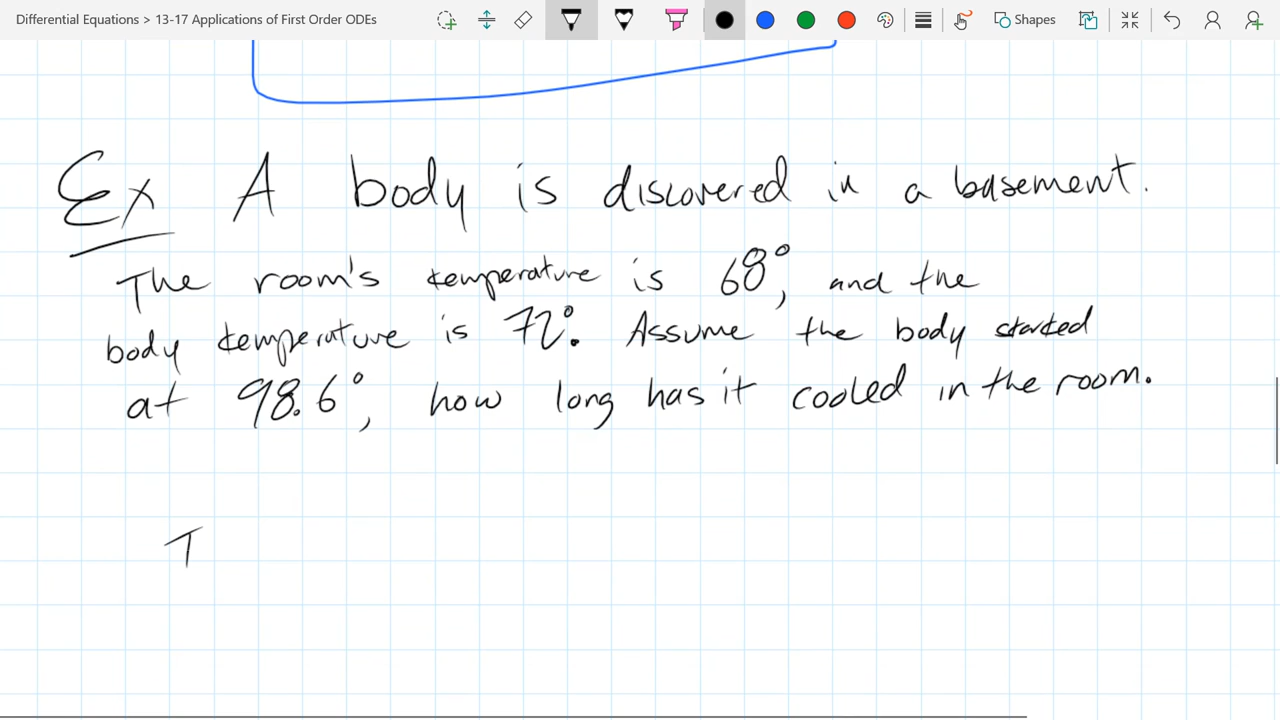 Differential Equations > 13-17 Applications of First Order ODEs
Shapes
Ex A body is discovered in a basement.
The room's temperature is 68°, and the
body temperature is 72°. Assume the body started
at 98.6°, how long has it cooled in the room.
T